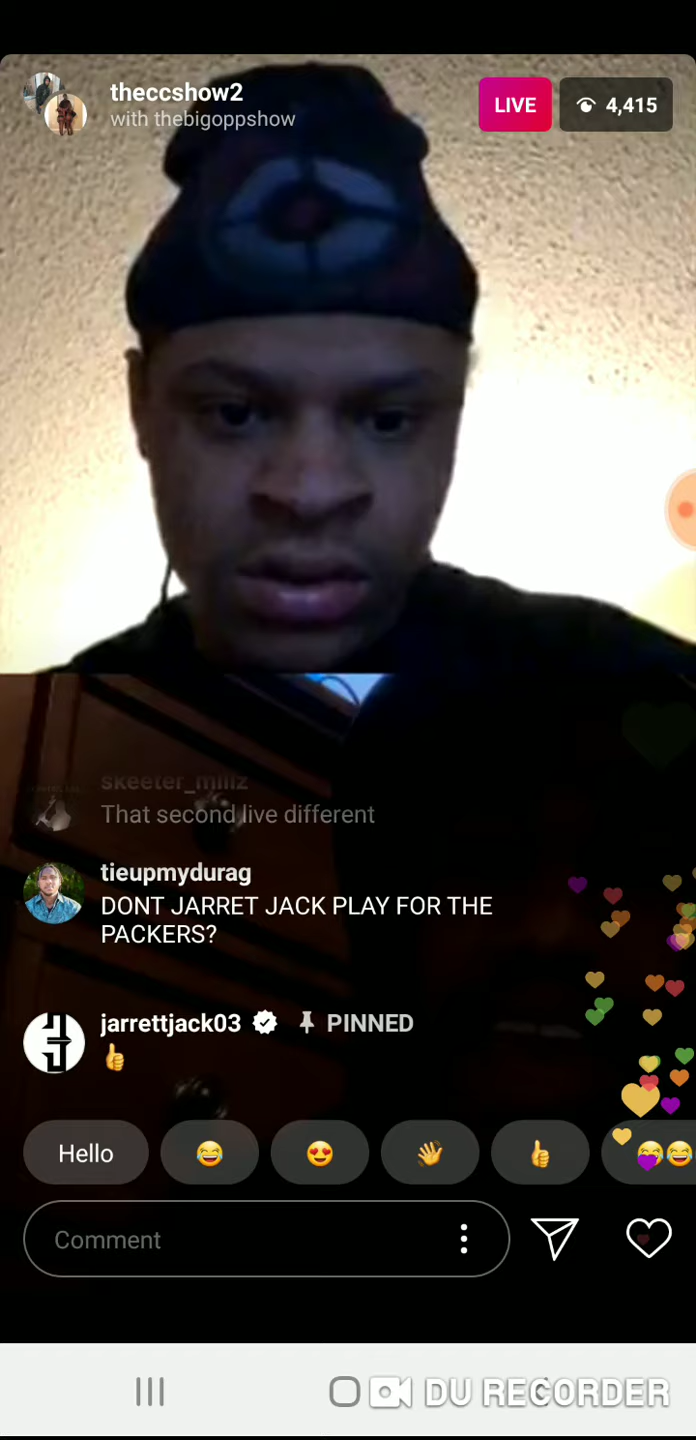 theccshow2
with thebigoppshow
LIVE
4,415
skeeter_millz
That second live different
tieupmydurag
DONT JARRET JACK PLAY FOR THE
PACKERS?
jarrettjack03 PINNED
👍
Hello 😂 😍 👋 👍 😂😂
Comment
DU RECORDER